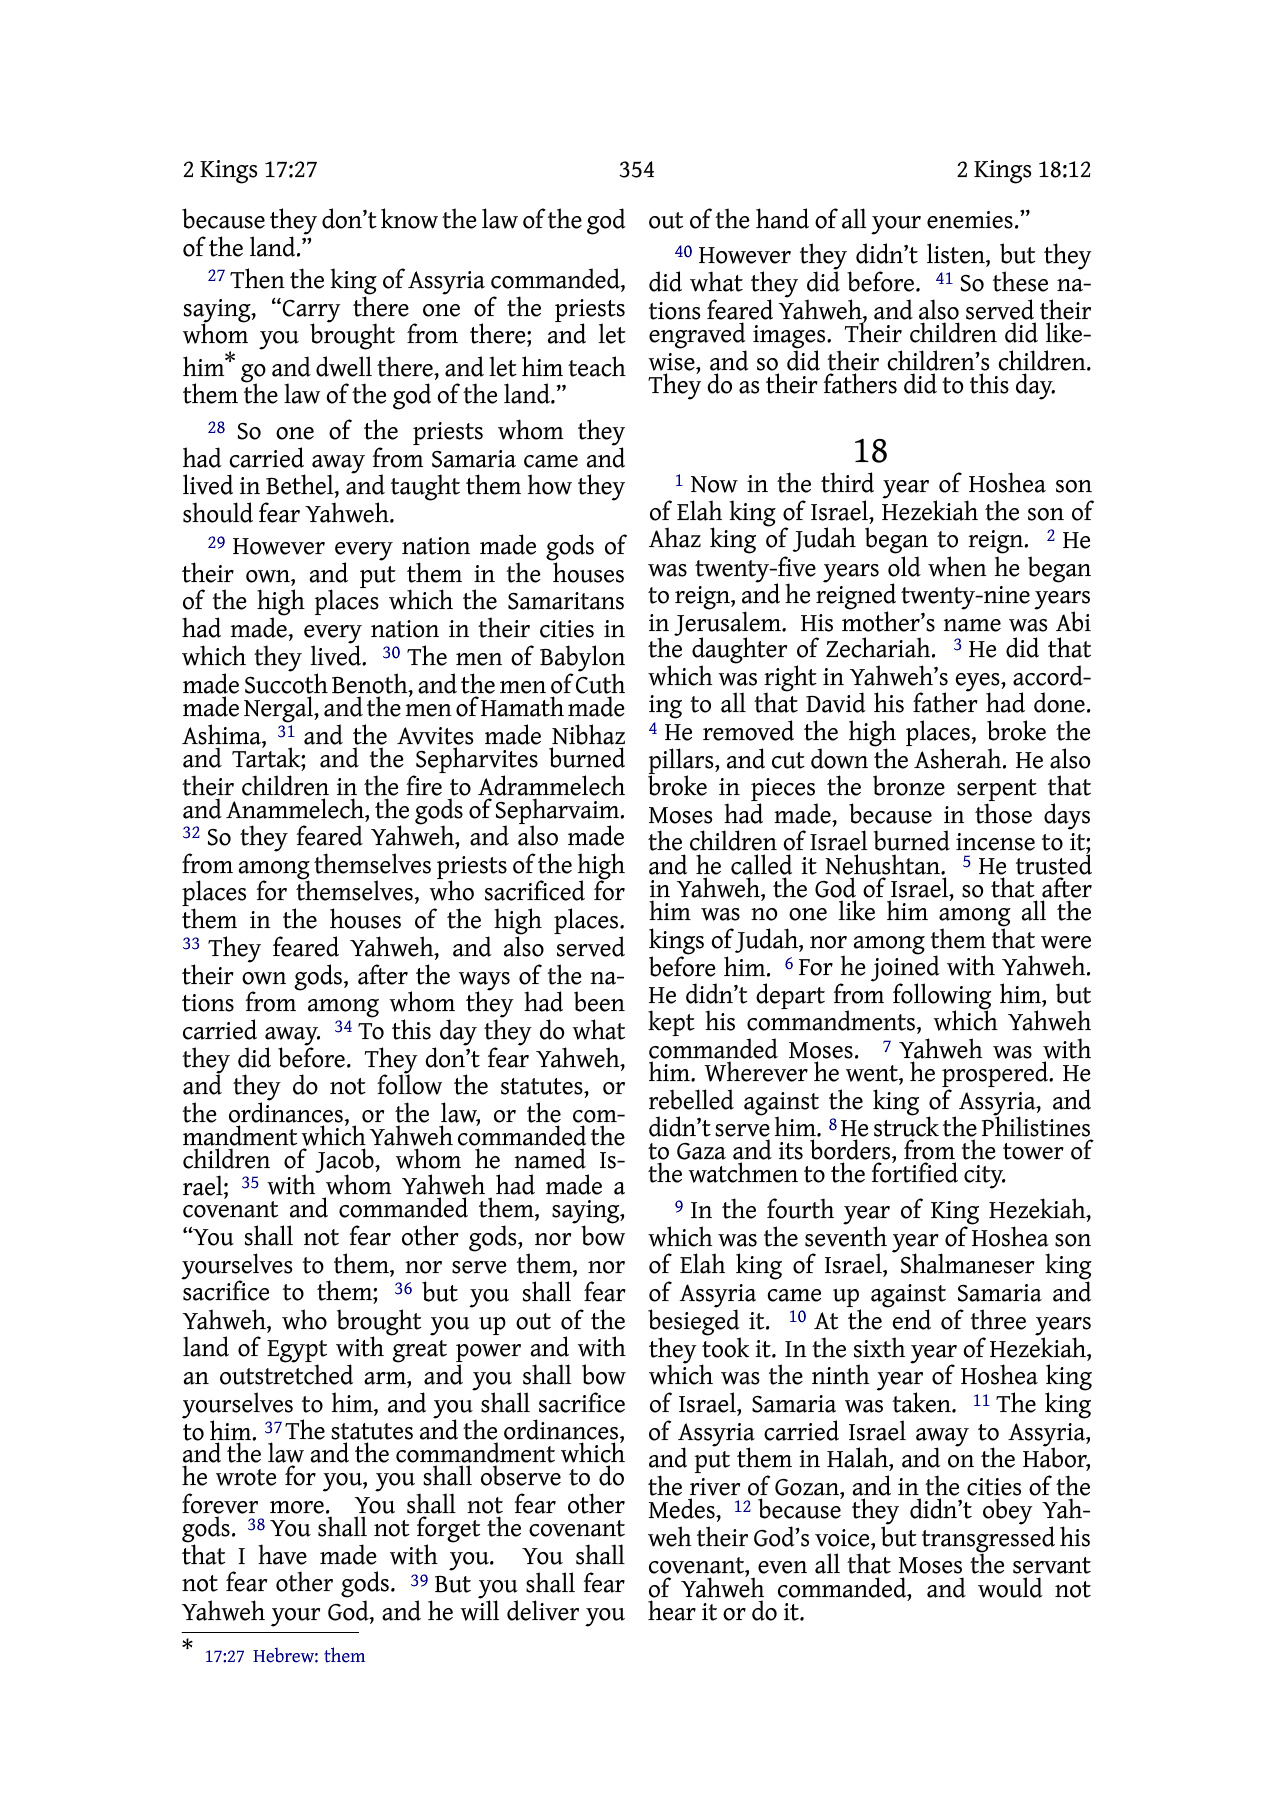 2 Kings 17:27 354 2 Kings 18:12
because they don’t know the law of the god
of the land.”
27 Then the king of Assyria commanded,
saying, “Carry there one of the priests
whom you brought from there; and let
him* go and dwell there, and let him teach
them the law of the god of the land.”
28 So one of the priests whom they
had carried away from Samaria came and
lived in Bethel, and taught them how they
should fear Yahweh.
29 However every nation made gods of
their own, and put them in the houses
of the high places which the Samaritans
had made, every nation in their cities in
which they lived. 30 The men of Babylon
made Succoth Benoth, and the men of Cuth
made Nergal, and the men of Hamath made
Ashima, 31 and the Avvites made Nibhaz
and Tartak; and the Sepharvites burned
their children in the fire to Adrammelech
and Anammelech, the gods of Sepharvaim.
32 So they feared Yahweh, and also made
from among themselves priests of the high
places for themselves, who sacrificed for
them in the houses of the high places.
33 They feared Yahweh, and also served
their own gods, after the ways of the na-
tions from among whom they had been
carried away. 34 To this day they do what
they did before. They don’t fear Yahweh,
and they do not follow the statutes, or
the ordinances, or the law, or the com-
mandment which Yahweh commanded the
children of Jacob, whom he named Is-
rael; 35 with whom Yahweh had made a
covenant and commanded them, saying,
“You shall not fear other gods, nor bow
yourselves to them, nor serve them, nor
sacrifice to them; 36 but you shall fear
Yahweh, who brought you up out of the
land of Egypt with great power and with
an outstretched arm, and you shall bow
yourselves to him, and you shall sacrifice
to him. 37 The statutes and the ordinances,
and the law and the commandment which
he wrote for you, you shall observe to do
forever more. You shall not fear other
gods. 38 You shall not forget the covenant
that I have made with you. You shall
not fear other gods. 39 But you shall fear
Yahweh your God, and he will deliver you
* 17:27 Hebrew: them
out of the hand of all your enemies.”
40 However they didn’t listen, but they
did what they did before. 41 So these na-
tions feared Yahweh, and also served their
engraved images. Their children did like-
wise, and so did their children’s children.
They do as their fathers did to this day.
18
1 Now in the third year of Hoshea son
of Elah king of Israel, Hezekiah the son of
Ahaz king of Judah began to reign. 2 He
was twenty-five years old when he began
to reign, and he reigned twenty-nine years
in Jerusalem. His mother’s name was Abi
the daughter of Zechariah. 3 He did that
which was right in Yahweh’s eyes, accord-
ing to all that David his father had done.
4 He removed the high places, broke the
pillars, and cut down the Asherah. He also
broke in pieces the bronze serpent that
Moses had made, because in those days
the children of Israel burned incense to it;
and he called it Nehushtan. 5 He trusted
in Yahweh, the God of Israel, so that after
him was no one like him among all the
kings of Judah, nor among them that were
before him. 6 For he joined with Yahweh.
He didn’t depart from following him, but
kept his commandments, which Yahweh
commanded Moses. 7 Yahweh was with
him. Wherever he went, he prospered. He
rebelled against the king of Assyria, and
didn’t serve him. 8 He struck the Philistines
to Gaza and its borders, from the tower of
the watchmen to the fortified city.
9 In the fourth year of King Hezekiah,
which was the seventh year of Hoshea son
of Elah king of Israel, Shalmaneser king
of Assyria came up against Samaria and
besieged it. 10 At the end of three years
they took it. In the sixth year of Hezekiah,
which was the ninth year of Hoshea king
of Israel, Samaria was taken. 11 The king
of Assyria carried Israel away to Assyria,
and put them in Halah, and on the Habor,
the river of Gozan, and in the cities of the
Medes, 12 because they didn’t obey Yah-
weh their God’s voice, but transgressed his
covenant, even all that Moses the servant
of Yahweh commanded, and would not
hear it or do it.